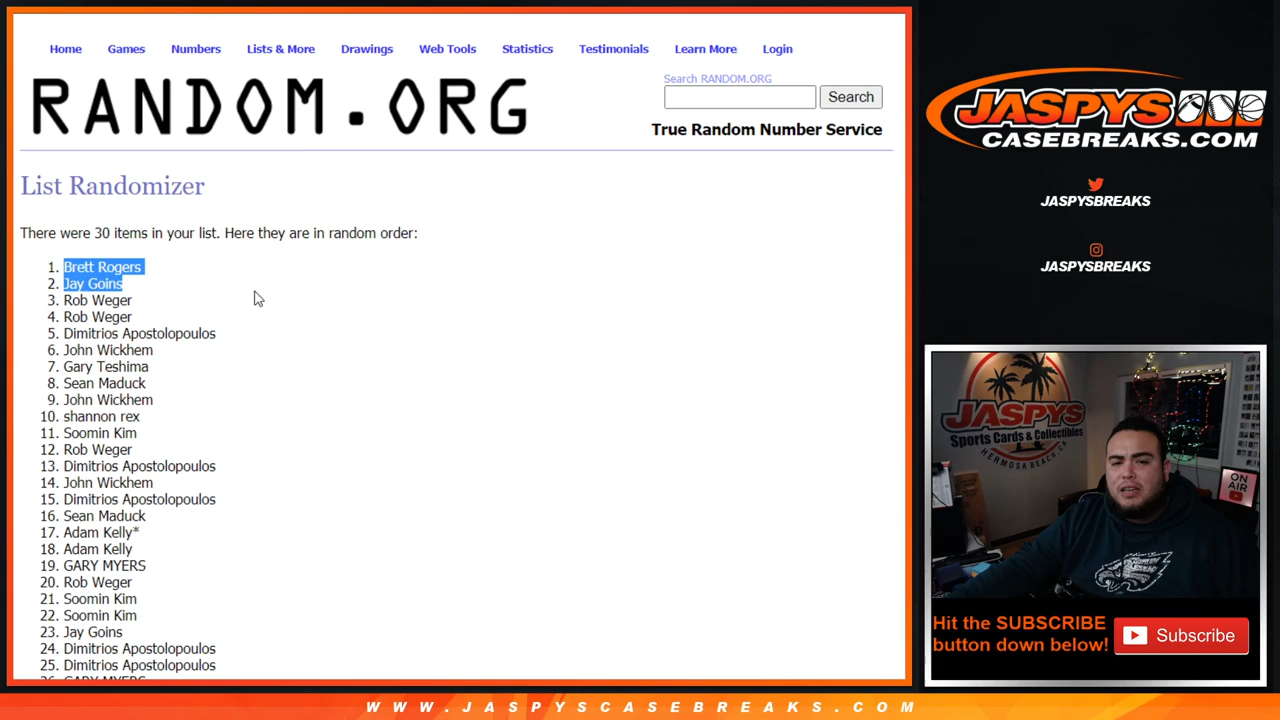 Home Games Numbers Lists & More Drawings Web Tools Statistics Testimonials Learn More Login
RANDOM.ORG
Search RANDOM.ORG
Search
True Random Number Service
List Randomizer
There were 30 items in your list. Here they are in random order:
1. Brett Rogers
2. Jay Goins
3. Rob Weger
4. Rob Weger
5. Dimitrios Apostolopoulos
6. John Wickhem
7. Gary Teshima
8. Sean Maduck
9. John Wickhem
10. shannon rex
11. Soomin Kim
12. Rob Weger
13. Dimitrios Apostolopoulos
14. John Wickhem
15. Dimitrios Apostolopoulos
16. Sean Maduck
17. Adam Kelly*
18. Adam Kelly
19. GARY MYERS
20. Rob Weger
21. Soomin Kim
22. Soomin Kim
23. Jay Goins
24. Dimitrios Apostolopoulos
25. Dimitrios Apostolopoulos
26. GARY MYERS
JASPYS
CASEBREAKS.COM
JASPYSBREAKS
JASPYSBREAKS
JASPYS
Sports Cards & Collectibles
HERMOSA BEACH, CA
ON AIR
Hit the SUBSCRIBE
button down below!
Subscribe
WWW.JASPYSCASEBREAKS.COM